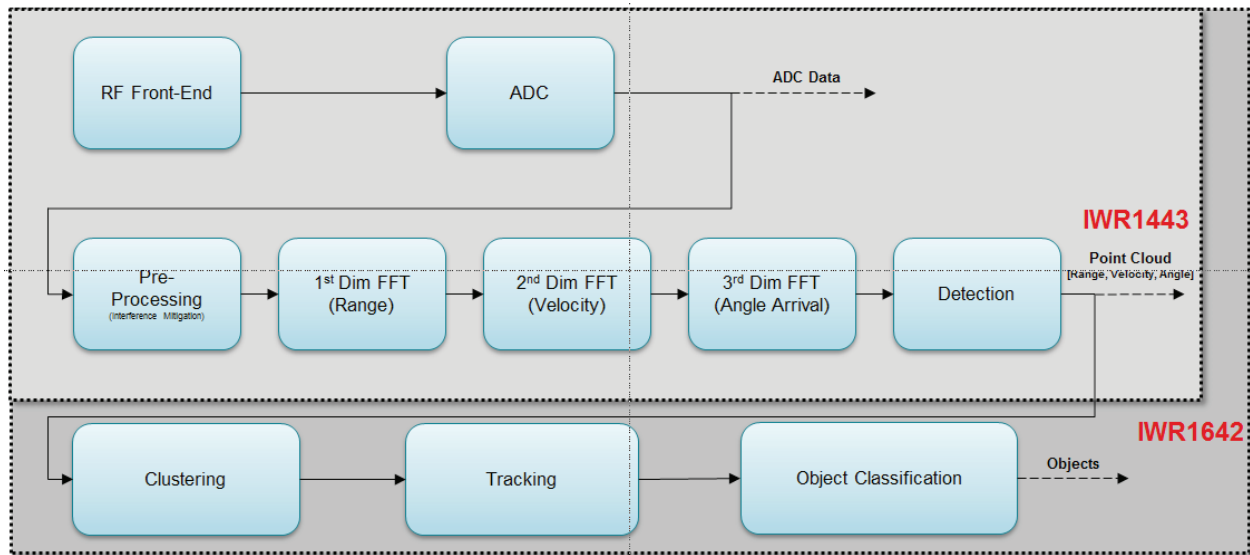 RF Front-End
ADC
ADC Data
IWR1443
Pre-
Processing
(Interference Mitigation)
1st Dim FFT
(Range)
2nd Dim FFT
(Velocity)
3rd Dim FFT
(Angle Arrival)
Detection
Point Cloud
[Range, Velocity, Angle]
IWR1642
Clustering
Tracking
Object Classification
Objects